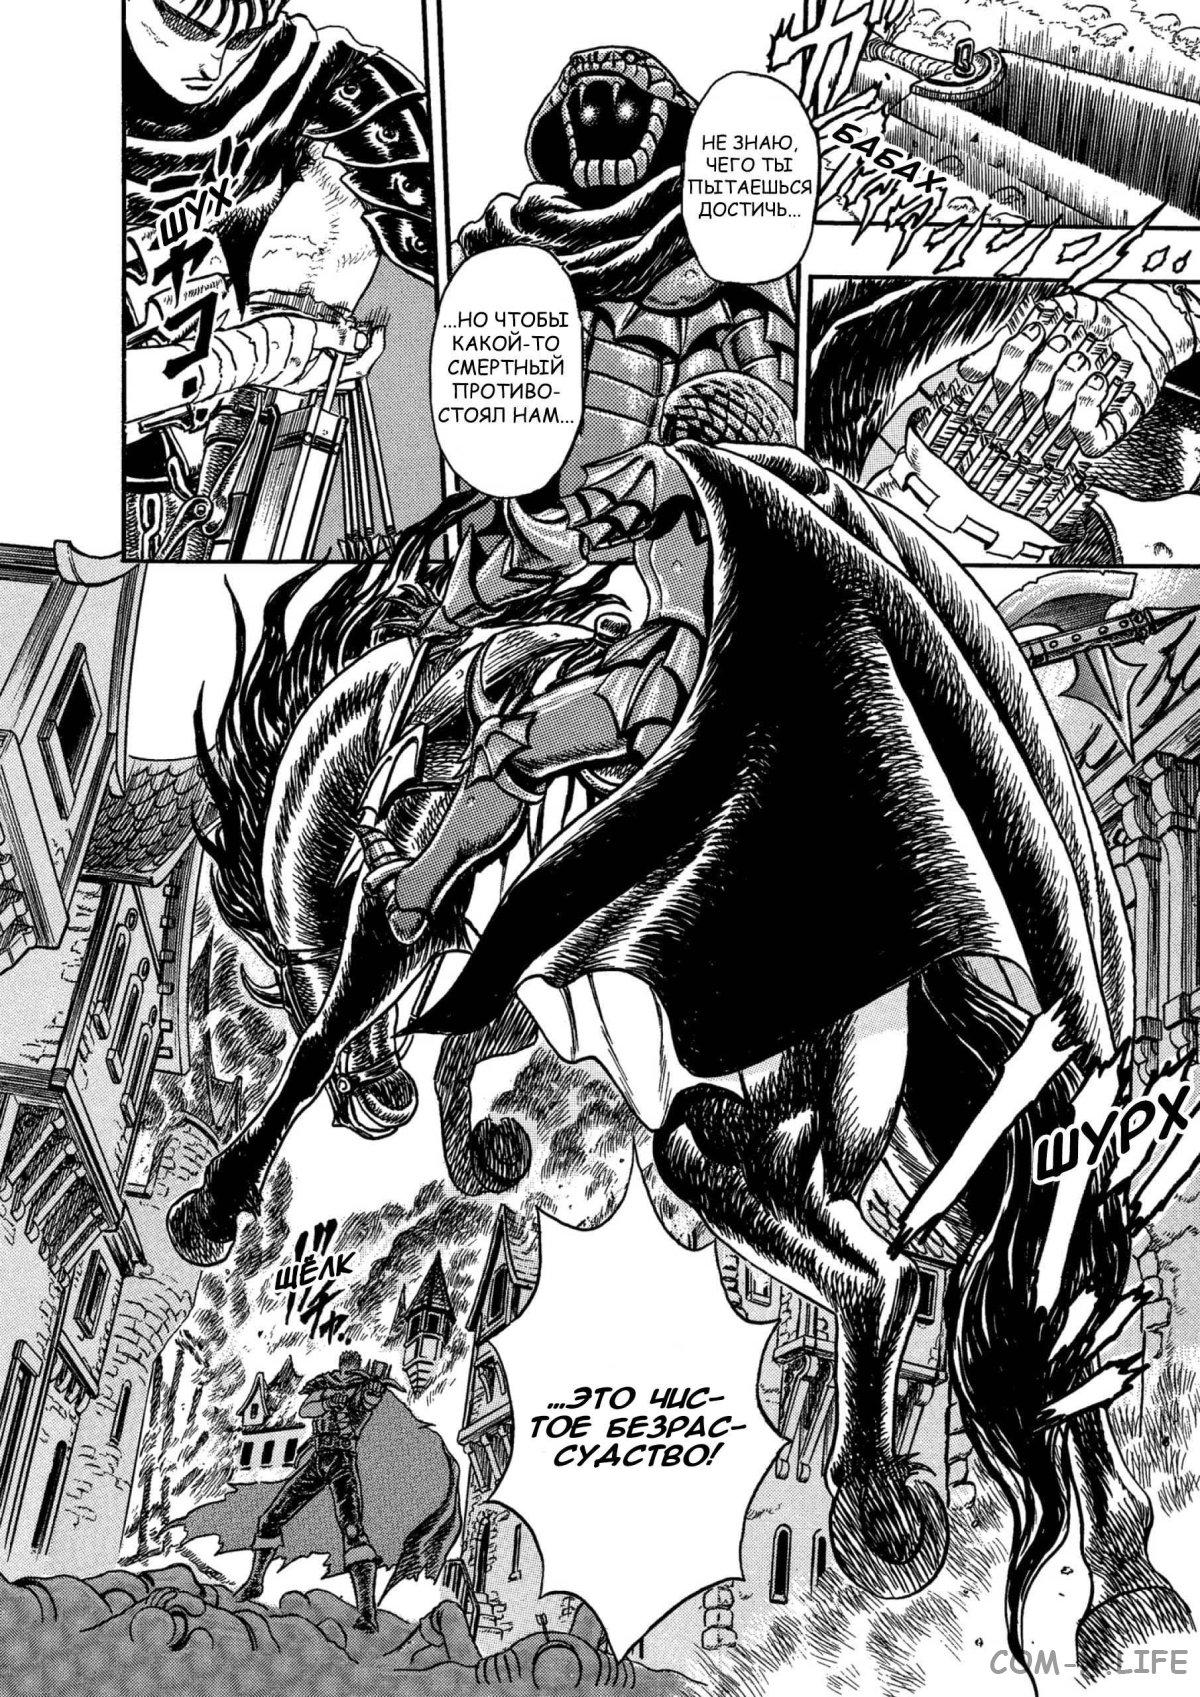 ガ
БАБАХ
НЕ ЗНАЮ,
ЧЕГО ТЫ
ПЫТАЕШЬСЯ
ДОСТИЧЬ...
...НО ЧТОБЫ
КАКОЙ-ТО
СМЕРТНЫЙ
ПРОТИВО-
СТОЯЛ НАМ...
ШУХ
ШУРХ
ЩЁЛК
...ЭТО ЧИС-
ТОЕ БЕЗРАС-
СУДСТВО!